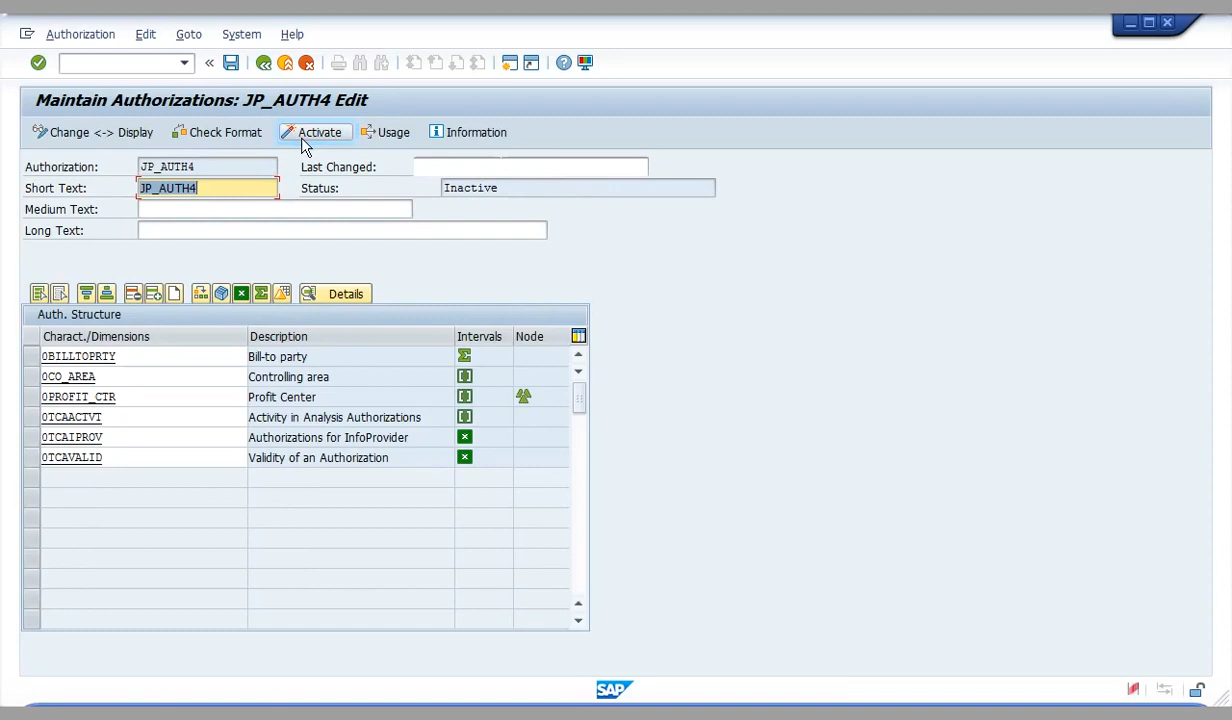 Authorization Edit Goto System Help
Maintain Authorizations: JP_AUTH4 Edit
Change <-> Display Check Format Activate Usage Information
Authorization: JP_AUTH4 Last Changed:
Short Text: JP_AUTH4 Status: Inactive
Medium Text:
Long Text:
Details
Auth. Structure
Charact./Dimensions Description Intervals Node
0BILLTOPRTY Bill-to party
0CO_AREA Controlling area
0PROFIT_CTR Profit Center
0TCAACTVT Activity in Analysis Authorizations
0TCAIPROV Authorizations for InfoProvider
0TCAVALID Validity of an Authorization
SAP